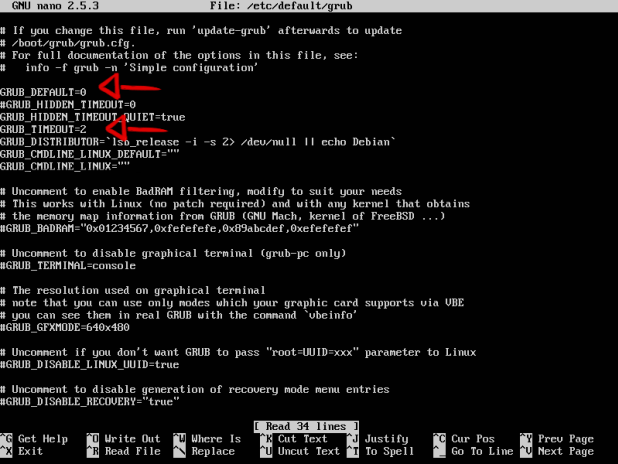 GNU nano 2.5.3 File: /etc/default/grub
# If you change this file, run 'update-grub' afterwards to update
# /boot/grub/grub.cfg.
# For full documentation of the options in this file, see:
#   info -f grub -n 'Simple configuration'
GRUB_DEFAULT=0
#GRUB_HIDDEN_TIMEOUT=0
GRUB_HIDDEN_TIMEOUT_QUIET=true
GRUB_TIMEOUT=2
GRUB_DISTRIBUTOR=`lsb_release -i -s 2> /dev/null || echo Debian`
GRUB_CMDLINE_LINUX_DEFAULT=""
GRUB_CMDLINE_LINUX=""
# Uncomment to enable BadRAM filtering, modify to suit your needs
# This works with Linux (no patch required) and with any kernel that obtains
# the memory map information from GRUB (GNU Mach, kernel of FreeBSD ...)
#GRUB_BADRAM="0x01234567,0xfefefefe,0x89abcdef,0xefefefef"
# Uncomment to disable graphical terminal (grub-pc only)
#GRUB_TERMINAL=console
# The resolution used on graphical terminal
# note that you can use only modes which your graphic card supports via VBE
# you can see them in real GRUB with the command `vbeinfo'
#GRUB_GFXMODE=640x480
# Uncomment if you don't want GRUB to pass "root=UUID=xxx" parameter to Linux
#GRUB_DISABLE_LINUX_UUID=true
# Uncomment to disable generation of recovery mode menu entries
#GRUB_DISABLE_RECOVERY="true"
[ Read 34 lines ]
^G Get Help ^O Write Out ^W Where Is ^K Cut Text ^J Justify ^C Cur Pos ^Y Prev Page
^X Exit ^R Read File ^\ Replace ^U Uncut Text ^T To Spell ^_ Go To Line ^V Next Page